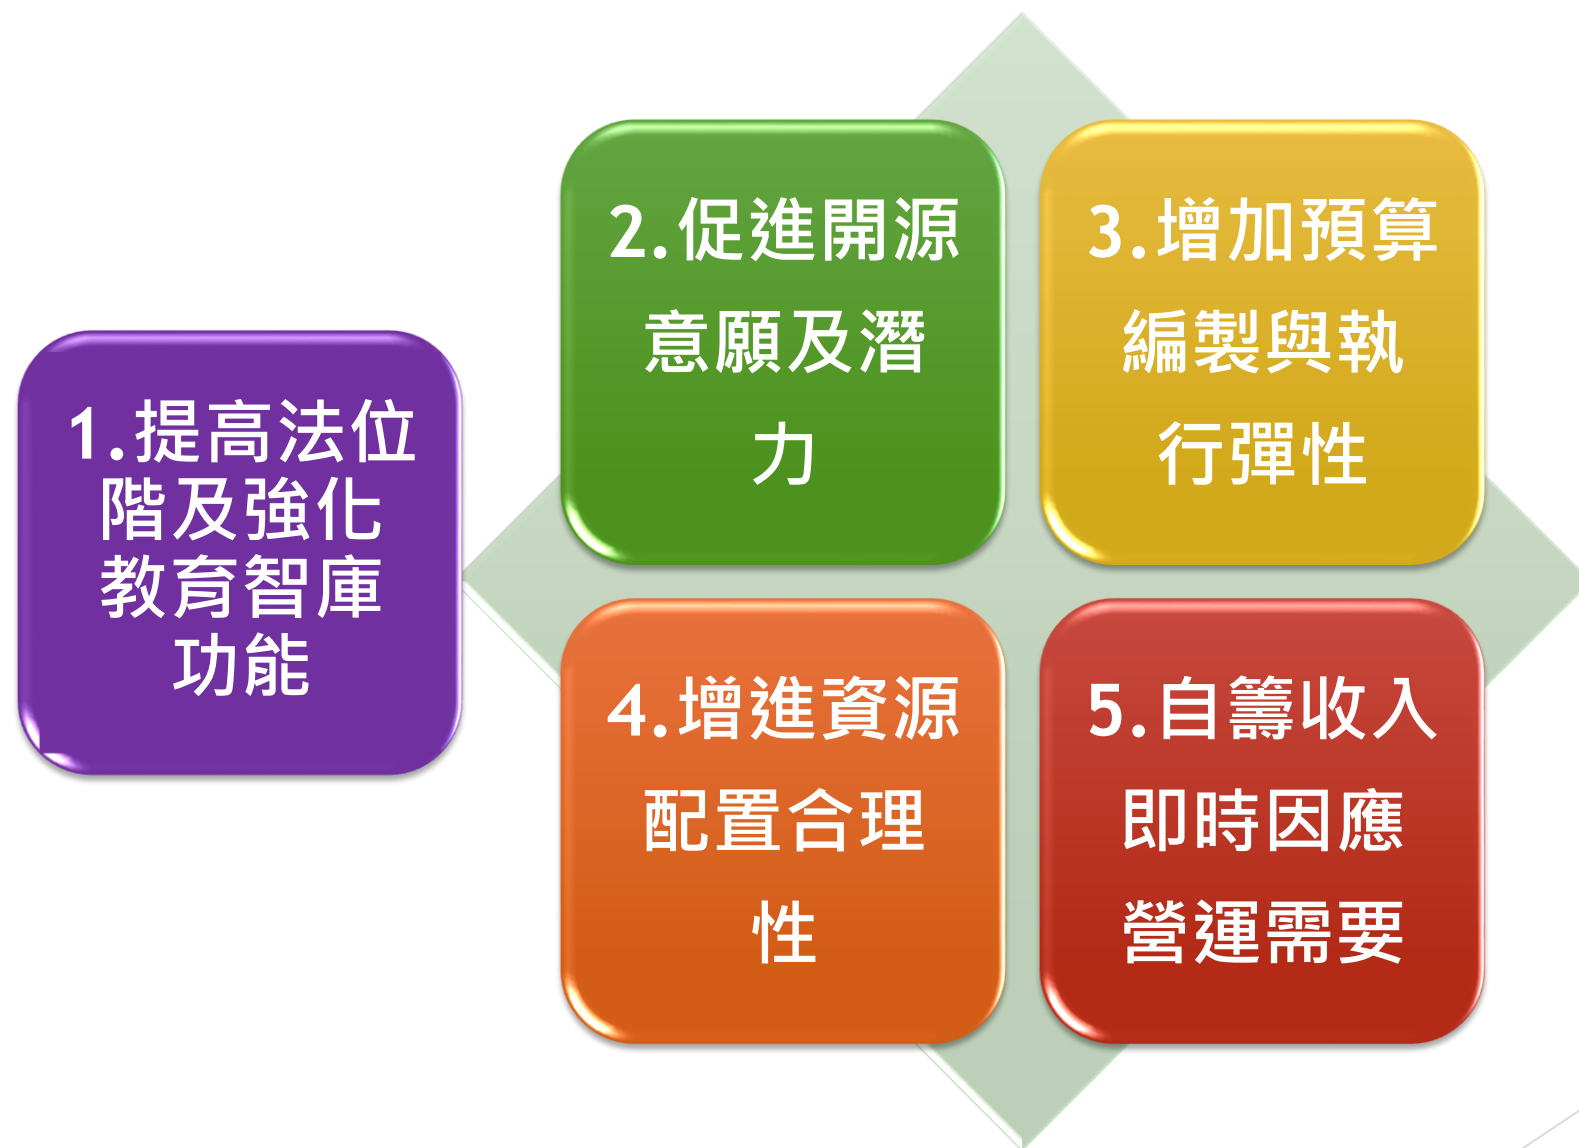 1.提高法位
階及強化
教育智庫
功能
2.促進開源
意願及潛
力
3.增加預算
編製與執
行彈性
4.增進資源
配置合理
性
5.自籌收入
即時因應
營運需要